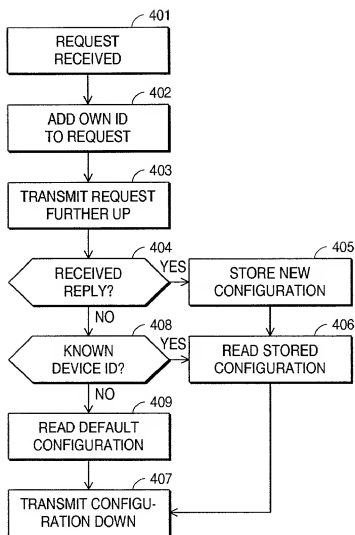 401
REQUEST
RECEIVED
402
ADD OWN ID
TO REQUEST
403
TRANSMIT REQUEST
FURTHER UP
404
RECEIVED
REPLY?
YES
405
STORE NEW
CONFIGURATION
NO
408
KNOWN
DEVICE ID?
YES
406
READ STORED
CONFIGURATION
NO
409
READ DEFAULT
CONFIGURATION
407
TRANSMIT CONFIGU-
RATION DOWN